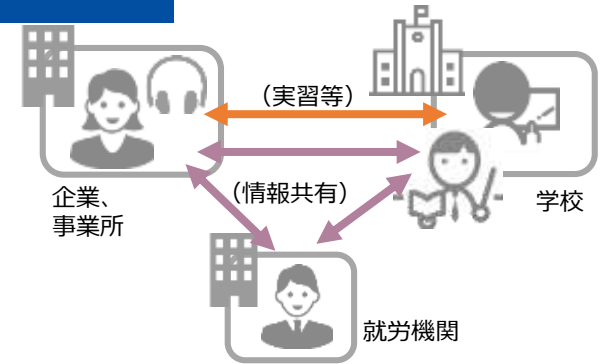 （実習等）
（情報共有）
企業、
事業所
学校
就労機関